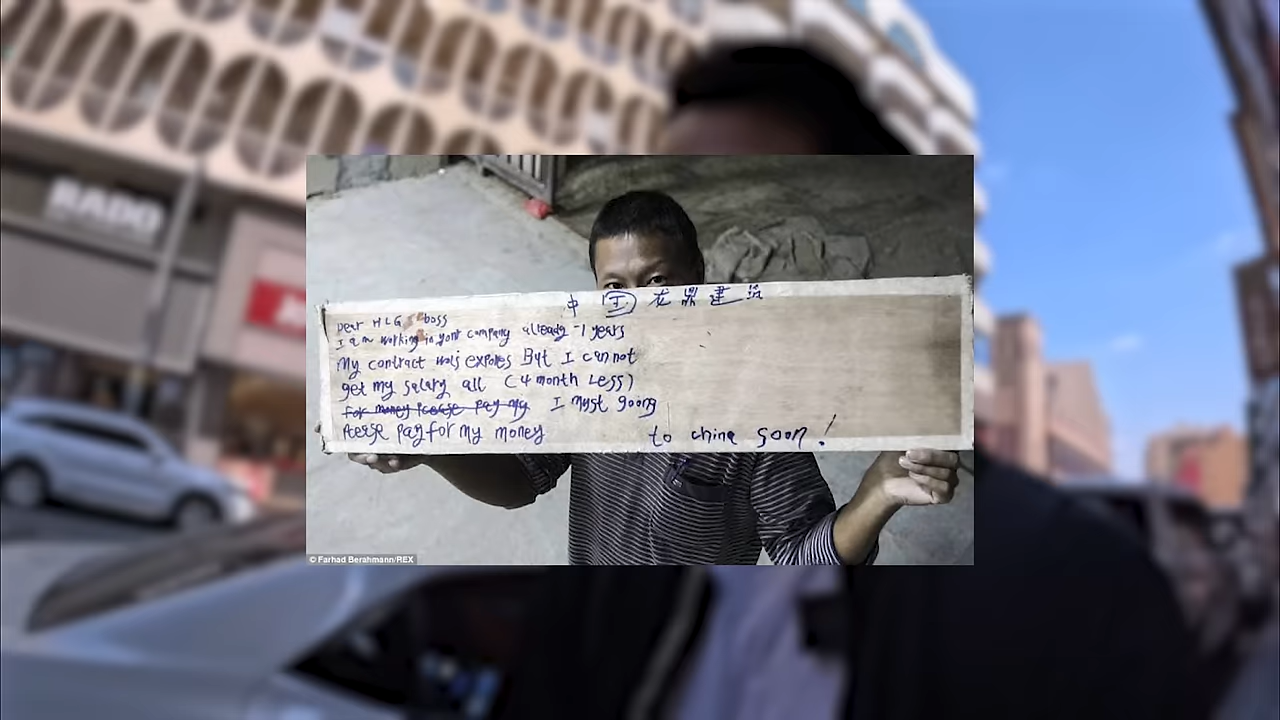 RADO
中国龙鼎建筑
Dear HLG boss
I am working in your company already -1 years
My contract was expores But I can not
get my salary all (4 month Less)
for money Please pay my I must goong
Please pay for my money to china soon!
© Farhad Berahmann/REX